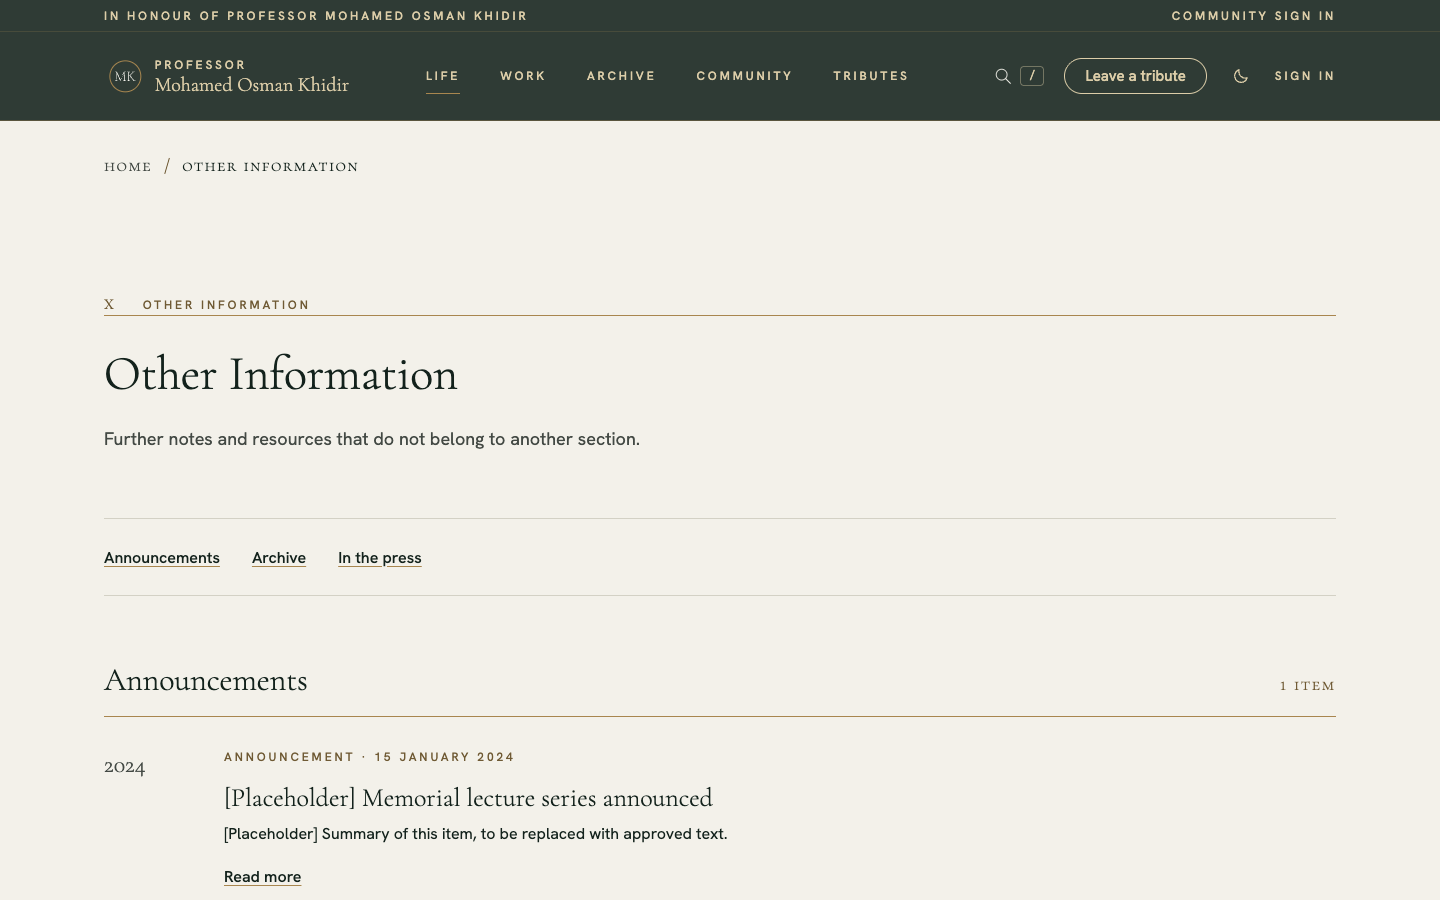 IN HONOUR OF PROFESSOR MOHAMED OSMAN KHIDIR
COMMUNITY SIGN IN
MK
PROFESSOR
Mohamed Osman Khidir
LIFE
WORK
ARCHIVE
COMMUNITY
TRIBUTES
/
Leave a tribute
SIGN IN
HOME / OTHER INFORMATION
X OTHER INFORMATION
Other Information
Further notes and resources that do not belong to another section.
Announcements
Archive
In the press
Announcements
1 ITEM
2024
ANNOUNCEMENT · 15 JANUARY 2024
[Placeholder] Memorial lecture series announced
[Placeholder] Summary of this item, to be replaced with approved text.
Read more